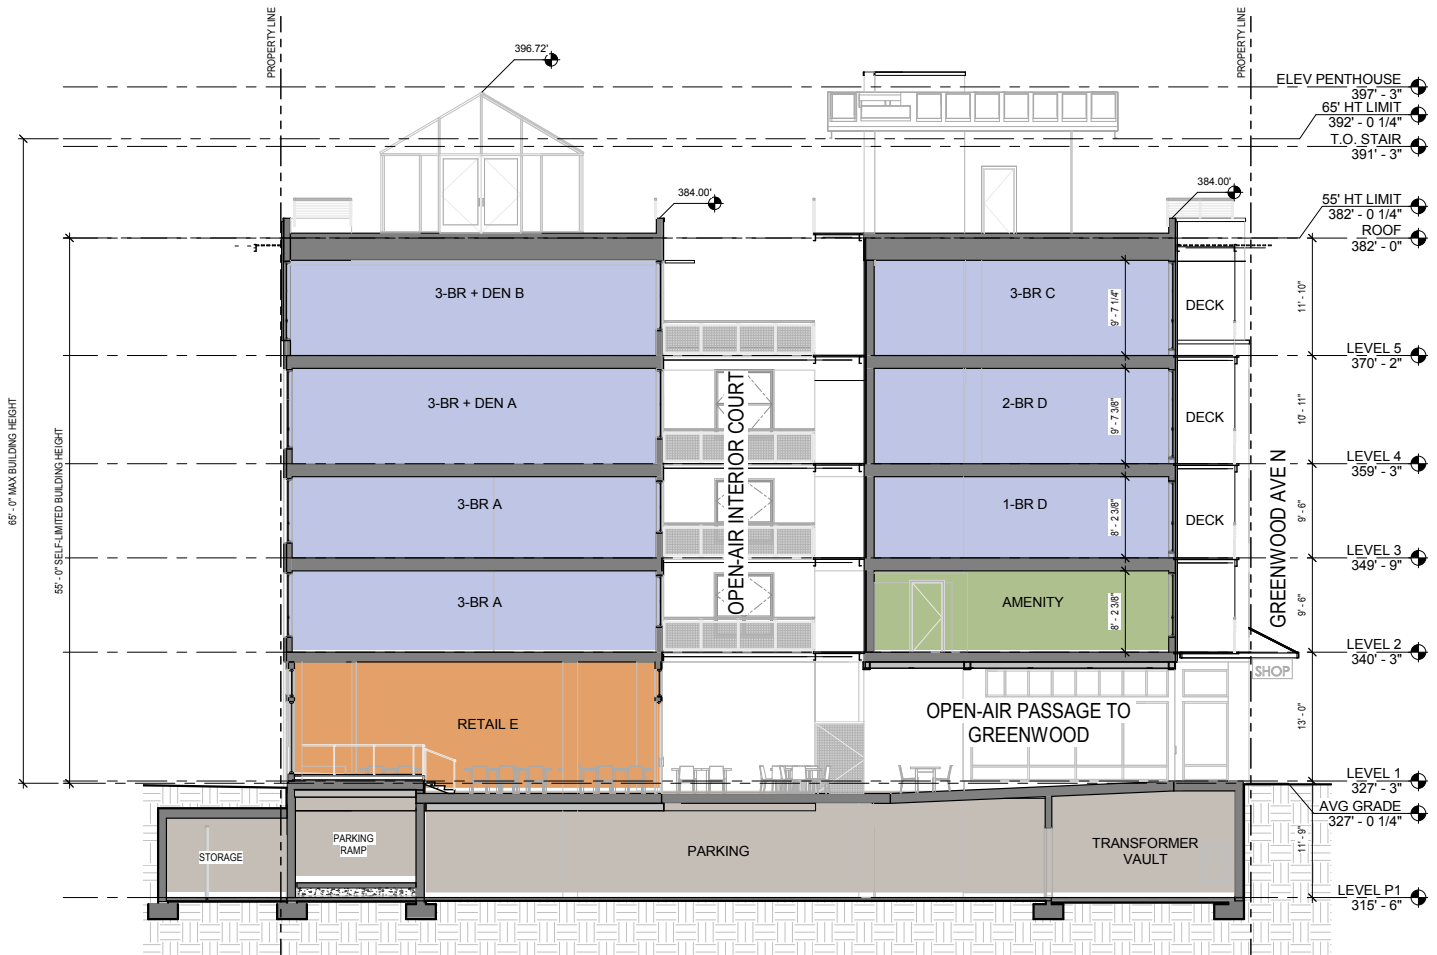 PROPERTY LINE
PROPERTY LINE
396.72'
ELEV PENTHOUSE
397' - 3"
65' HT LIMIT
392' - 0 1/4"
T.O. STAIR
391' - 3"
384.00'
384.00'
55' HT LIMIT
382' - 0 1/4"
ROOF
382' - 0"
3-BR + DEN B
3-BR C
9' - 7 1/4"
DECK
11' - 10"
LEVEL 5
370' - 2"
3-BR + DEN A
2-BR D
9' - 7 3/8"
DECK
10' - 11"
LEVEL 4
359' - 3"
65' - 0" MAX BUILDING HEIGHT
55' - 0" SELF-LIMITED BUILDING HEIGHT
OPEN-AIR INTERIOR COURT
GREENWOOD AVE N
3-BR A
1-BR D
8' - 2 3/8"
DECK
9' - 6"
LEVEL 3
349' - 9"
3-BR A
AMENITY
8' - 2 3/8"
9' - 6"
LEVEL 2
340' - 3"
SHOP
RETAIL E
OPEN-AIR PASSAGE TO
GREENWOOD
13' - 0"
LEVEL 1
327' - 3"
AVG GRADE
327' - 0 1/4"
STORAGE
PARKING
RAMP
PARKING
TRANSFORMER
VAULT
11' - 9"
LEVEL P1
315' - 6"